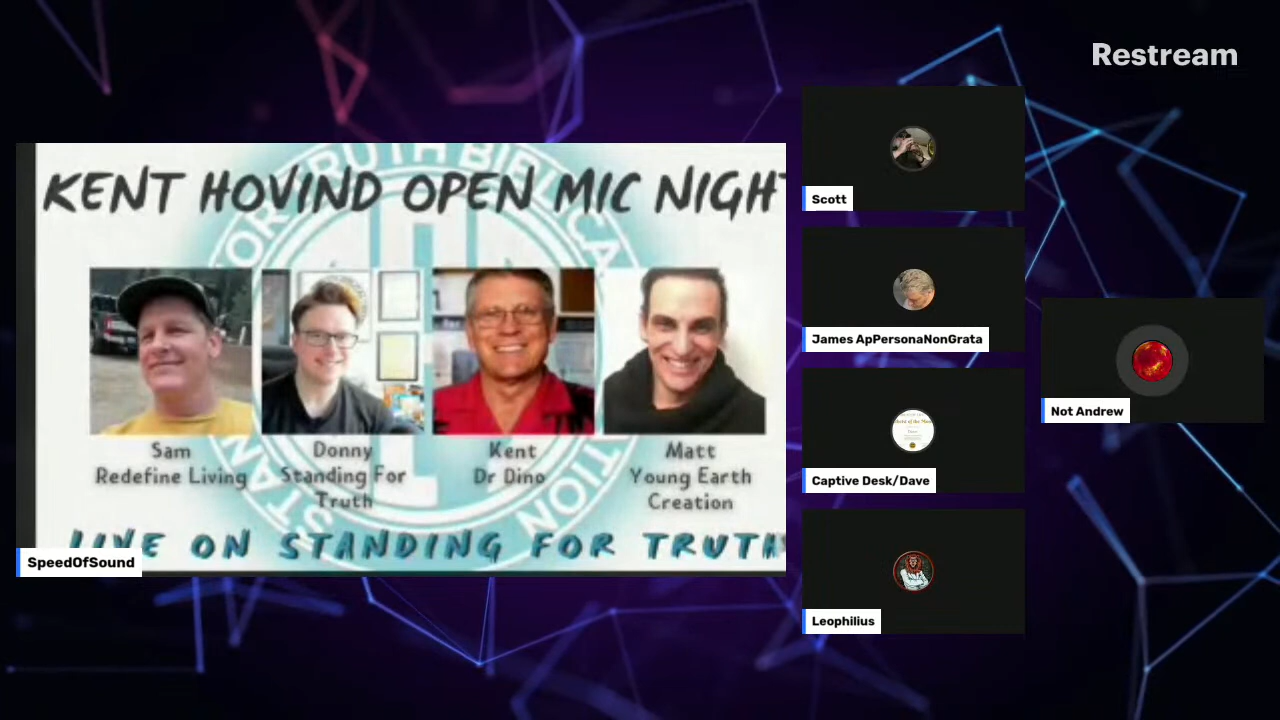 Restream
KENT HOVIND OPEN MIC NIGHT
Sam
Redefine Living
Donny
Standing For
Truth
Kent
Dr Dino
Matt
Young Earth
Creation
LIVE ON STANDING FOR TRUTH
SpeedOfSound
Scott
James ApPersonaNonGrata
Captive Desk/Dave
Leophilius
Not Andrew